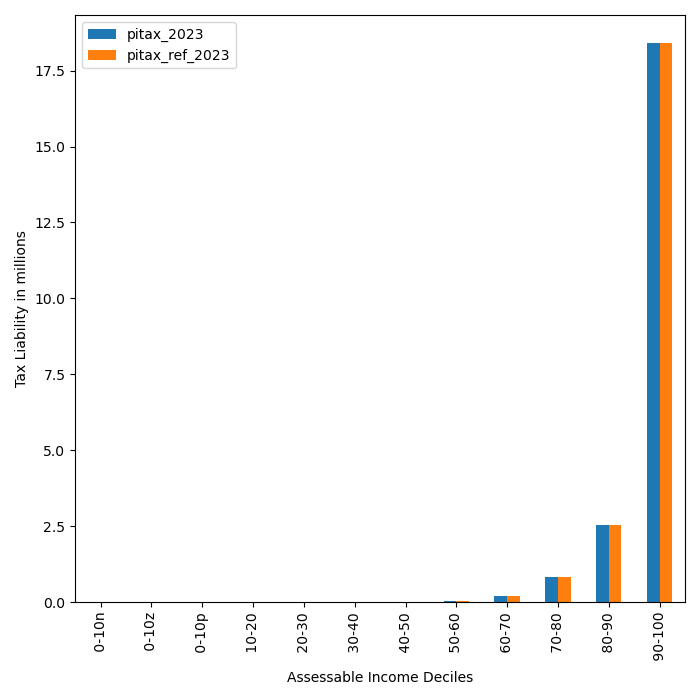 pitax_2023
pitax_ref_2023
17.5
15.0
12.5
10.0
7.5
5.0
2.5
0.0
Tax Liability in millions
0-10n
0-10z
0-10p
10-20
20-30
30-40
40-50
50-60
60-70
70-80
80-90
90-100
Assessable Income Deciles